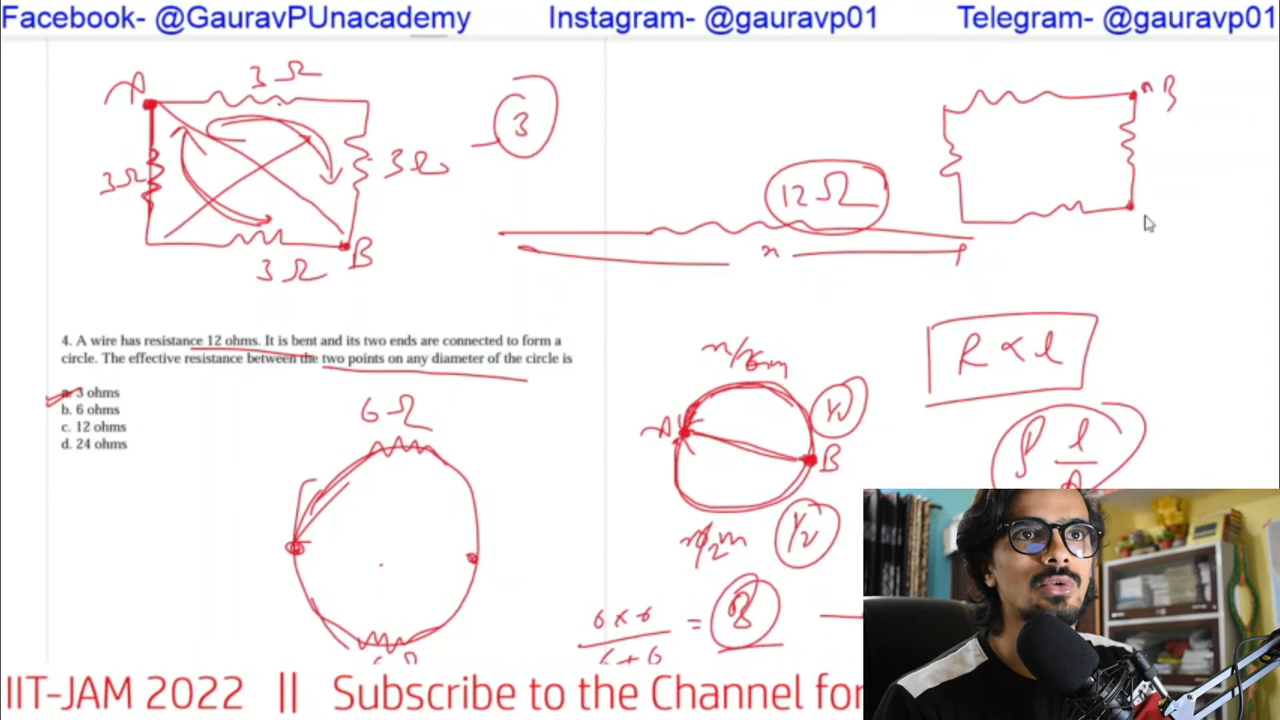 Facebook- @GauravPUnacademy Instagram- @gauravp01 Telegram- @gauravp01
A
3Ω
3Ω
3Ω
3Ω
B
3
12Ω
x
B
4. A wire has resistance 12 ohms. It is bent and its two ends are connected to form a
circle. The effective resistance between the two points on any diameter of the circle is
a. 3 ohms
b. 6 ohms
c. 12 ohms
d. 24 ohms
6Ω
A
B
R ∝ l
ρ l
6×6
6+6
=
IIT-JAM 2022 || Subscribe to the Channel for